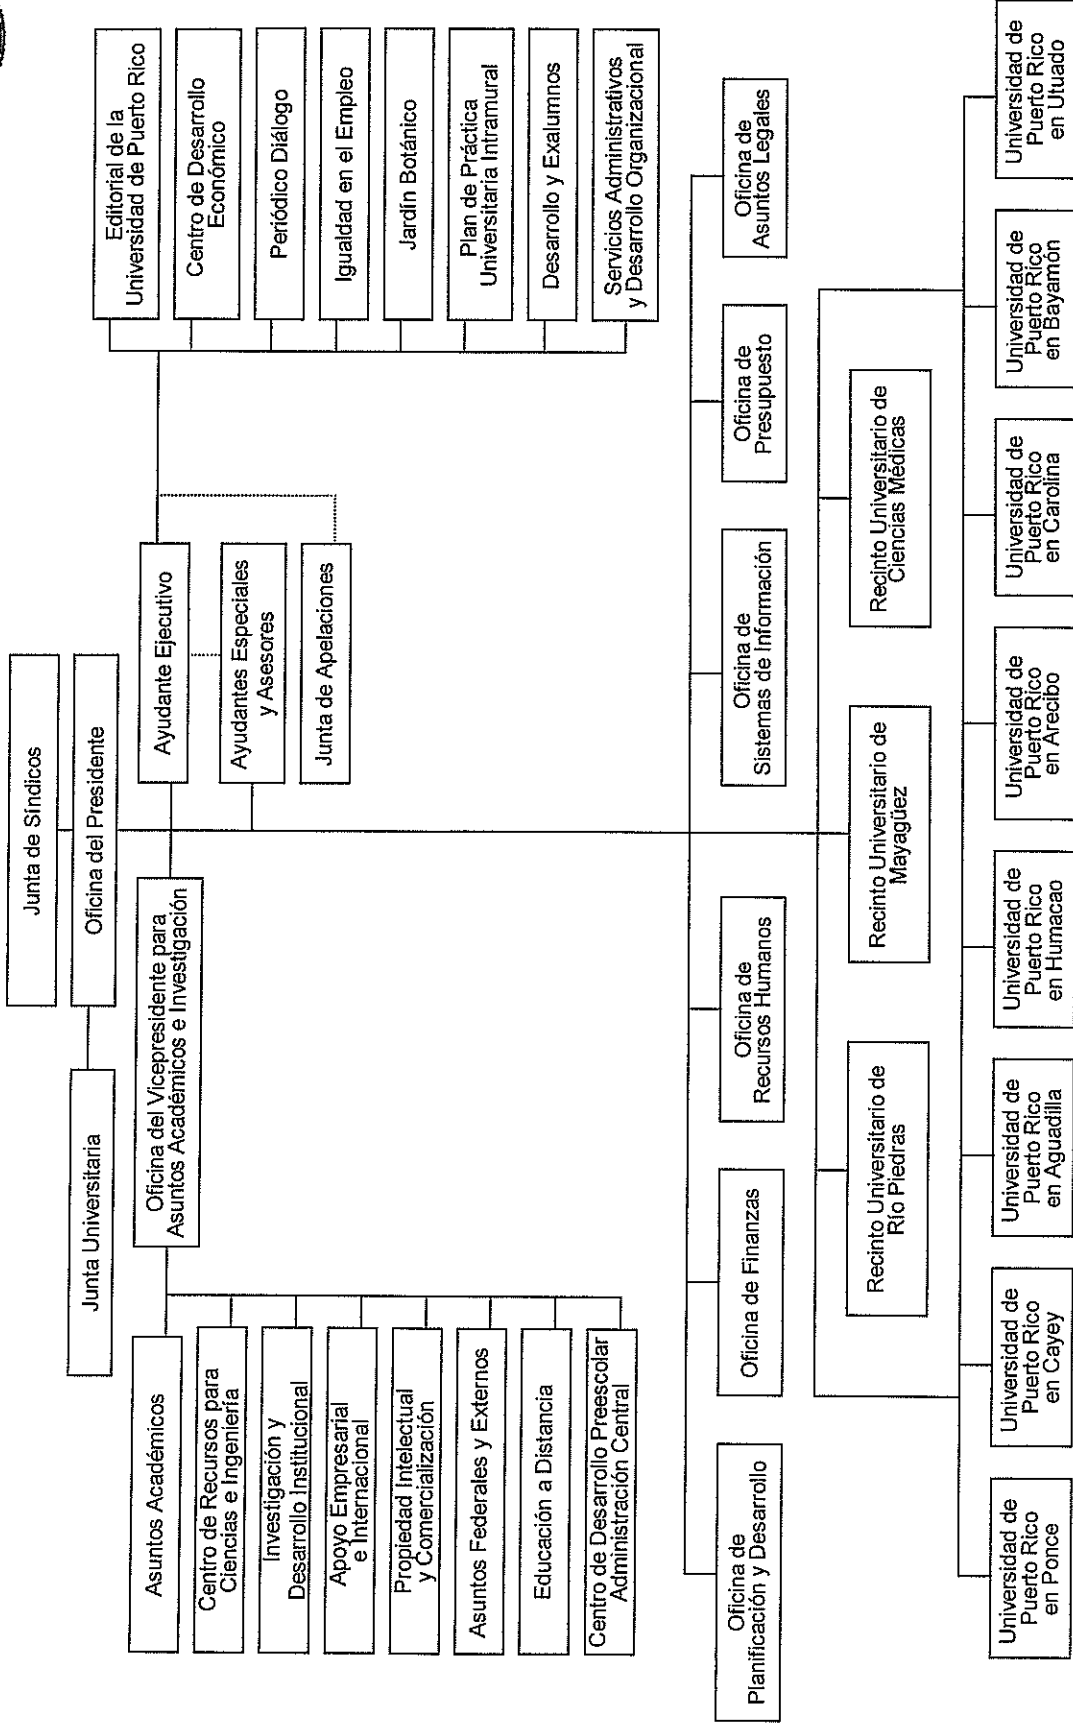 Junta de Síndicos
Oficina del Presidente
Junta Universitaria
Oficina del Vicepresidente para
Asuntos Académicos e Investigación
Ayudante Ejecutivo
Ayudantes Especiales
y Asesores
Junta de Apelaciones
Asuntos Académicos
Centro de Recursos para
Ciencias e Ingeniería
Investigación y
Desarrollo Institucional
Apoyo Empresarial
e Internacional
Propiedad Intelectual
y Comercialización
Asuntos Federales y Externos
Educación a Distancia
Centro de Desarrollo Preescolar
Administración Central
Editorial de la
Universidad de Puerto Rico
Centro de Desarrollo
Económico
Periódico Diálogo
Igualdad en el Empleo
Jardín Botánico
Plan de Práctica
Universitaria Intramural
Desarrollo y Exalumnos
Servicios Administrativos
y Desarrollo Organizacional
Oficina de
Planificación y Desarrollo
Oficina de Finanzas
Oficina de
Recursos Humanos
Oficina de
Sistemas de Información
Oficina de
Presupuesto
Oficina de
Asuntos Legales
Recinto Universitario de
Río Piedras
Recinto Universitario de
Mayagüez
Recinto Universitario de
Ciencias Médicas
Universidad de
Puerto Rico
en Ponce
Universidad de
Puerto Rico
en Cayey
Universidad de
Puerto Rico
en Aguadilla
Universidad de
Puerto Rico
en Humacao
Universidad de
Puerto Rico
en Arecibo
Universidad de
Puerto Rico
en Carolina
Universidad de
Puerto Rico
en Bayamón
Universidad de
Puerto Rico
en Utuado